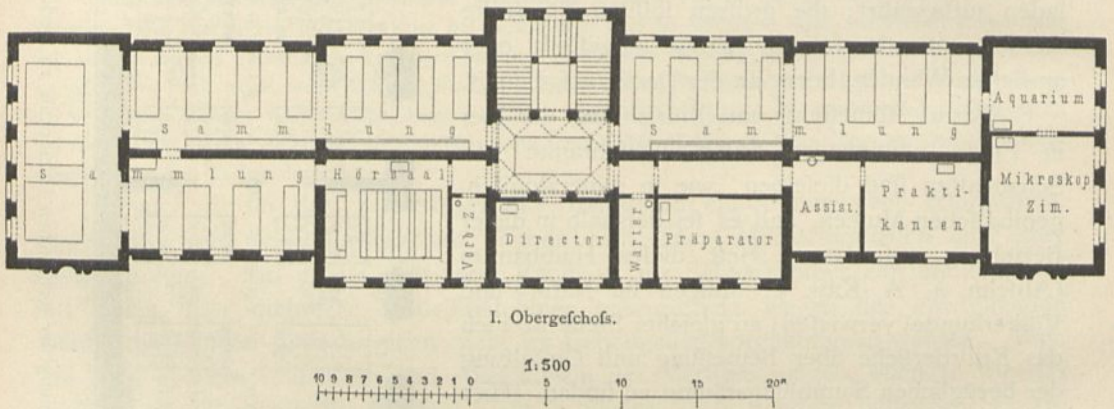 Aquarium
Sammlung
Sammlung
Sammlung
Hörsaal
Vorb-Z.
Director
Warter
Präparator
Assist.
Prakti-
kanten
Mikroskop
Zim.
I. Obergeſchoſs.
1:500
10 9 8 7 6 5 4 3 2 1 0 5 10 15 20ᵐ